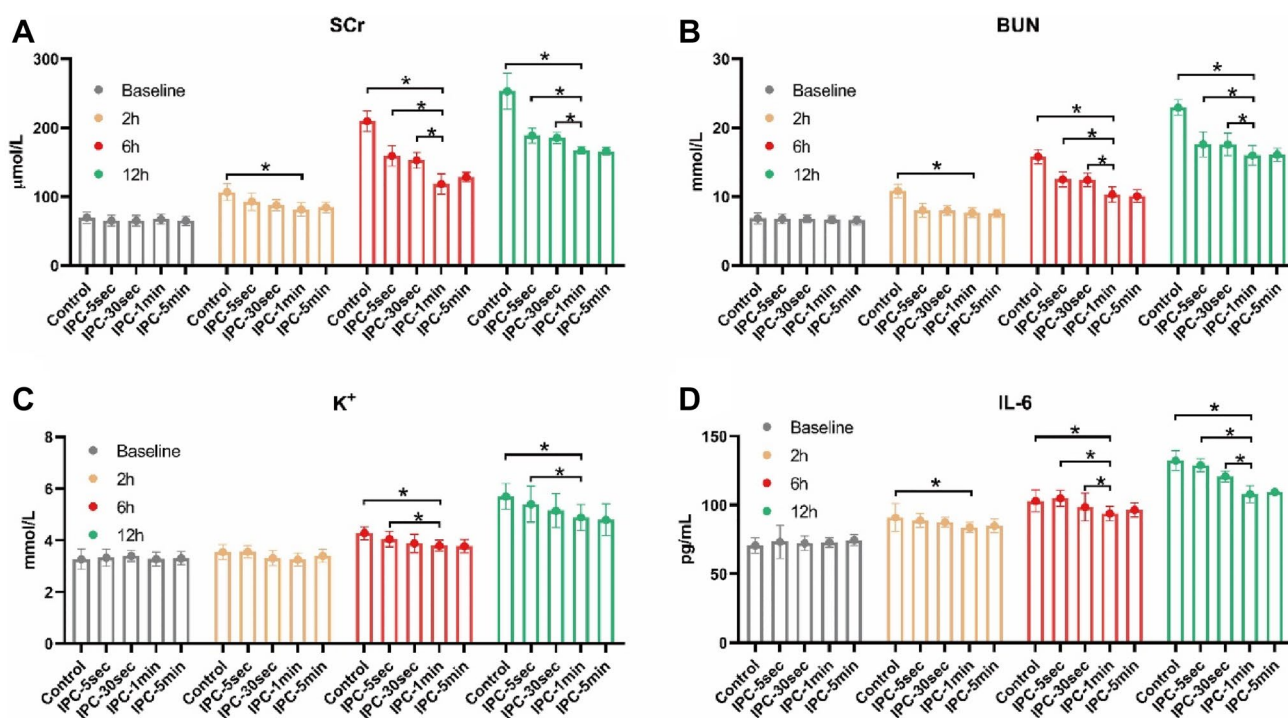 A
SCr
300
200
100
0
μmol/L
Baseline
2h
6h
12h
*
*
*
*
*
*
*
Control
IPC-5sec
IPC-30sec
IPC-1min
IPC-5min
Control
IPC-5sec
IPC-30sec
IPC-1min
IPC-5min
Control
IPC-5sec
IPC-30sec
IPC-1min
IPC-5min
Control
IPC-5sec
IPC-30sec
IPC-1min
IPC-5min
B
BUN
30
20
10
0
mmol/L
Baseline
2h
6h
12h
*
*
*
*
*
*
*
Control
IPC-5sec
IPC-30sec
IPC-1min
IPC-5min
Control
IPC-5sec
IPC-30sec
IPC-1min
IPC-5min
Control
IPC-5sec
IPC-30sec
IPC-1min
IPC-5min
Control
IPC-5sec
IPC-30sec
IPC-1min
IPC-5min
C
K⁺
8
6
4
2
0
mmol/L
Baseline
2h
6h
12h
*
*
*
*
Control
IPC-5sec
IPC-30sec
IPC-1min
IPC-5min
Control
IPC-5sec
IPC-30sec
IPC-1min
IPC-5min
Control
IPC-5sec
IPC-30sec
IPC-1min
IPC-5min
Control
IPC-5sec
IPC-30sec
IPC-1min
IPC-5min
D
IL-6
150
100
50
0
pg/mL
Baseline
2h
6h
12h
*
*
*
*
*
*
*
Control
IPC-5sec
IPC-30sec
IPC-1min
IPC-5min
Control
IPC-5sec
IPC-30sec
IPC-1min
IPC-5min
Control
IPC-5sec
IPC-30sec
IPC-1min
IPC-5min
Control
IPC-5sec
IPC-30sec
IPC-1min
IPC-5min